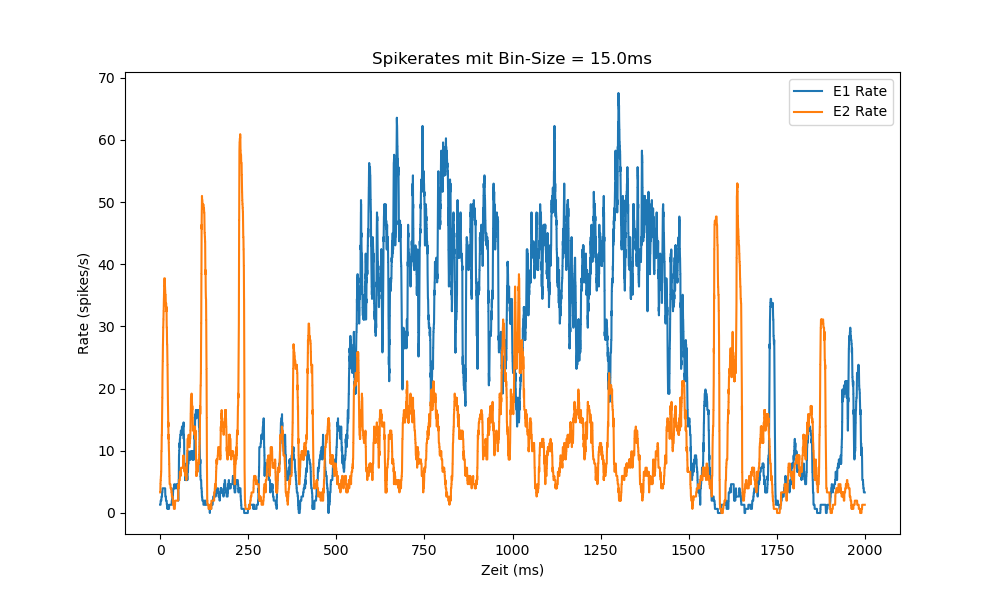 Spikerates mit Bin-Size = 15.0ms
E1 Rate
E2 Rate
Rate (spikes/s)
70
60
50
40
30
20
10
0
0 250 500 750 1000 1250 1500 1750 2000
Zeit (ms)